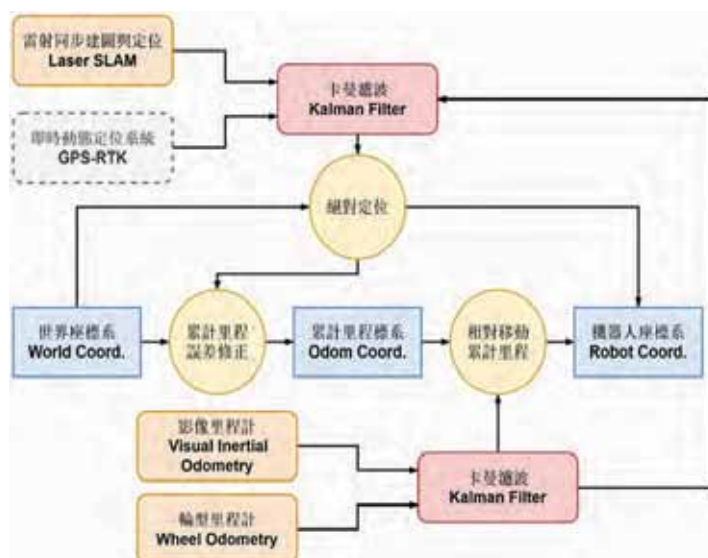 雷射同步建圖與定位
Laser SLAM
卡曼濾波
Kalman Filter
即時動態定位系統
GPS-RTK
絕對定位
世界座標系
World Coord.
累計里程
誤差修正
累計里程標系
Odom Coord.
相對移動
累計里程
機器人座標系
Robot Coord.
影像里程計
Visual Inertial
Odometry
卡曼濾波
Kalman Filter
輪型里程計
Wheel Odometry